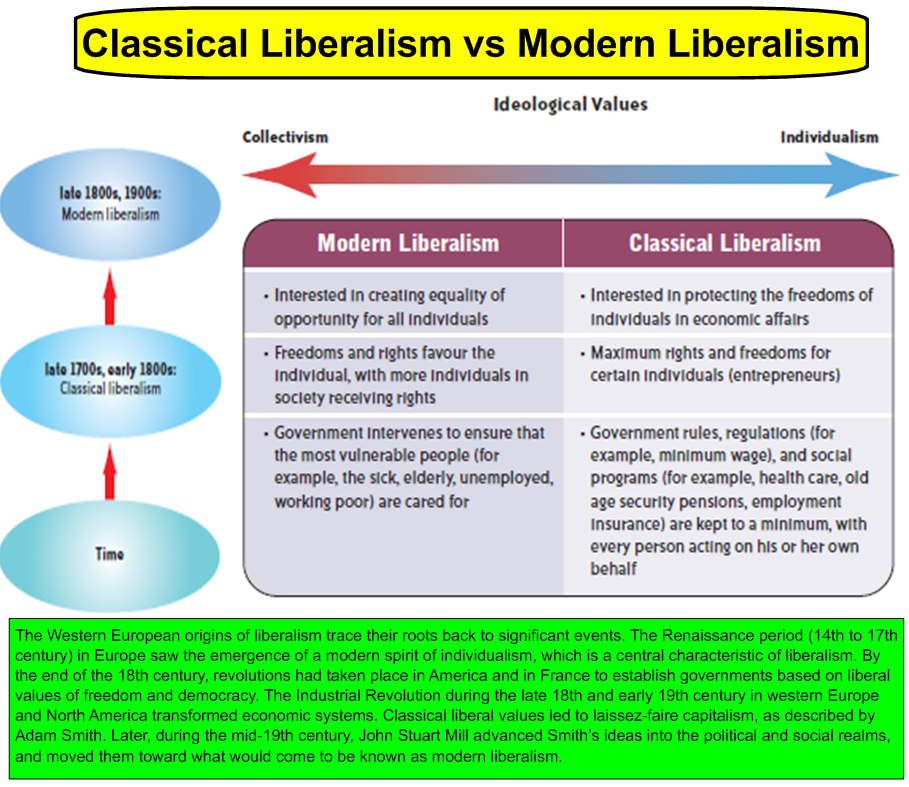 Classical Liberalism vs Modern Liberalism
Ideological Values
Collectivism
Individualism
late 1800s, 1900s:
Modern liberalism
late 1700s, early 1800s:
Classical liberalism
Time
Modern Liberalism
Classical Liberalism
• Interested in creating equality of
opportunity for all individuals
• Interested in protecting the freedoms of
individuals in economic affairs
• Freedoms and rights favour the
individual, with more individuals in
society receiving rights
• Maximum rights and freedoms for
certain individuals (entrepreneurs)
• Government intervenes to ensure that
the most vulnerable people (for
example, the sick, elderly, unemployed,
working poor) are cared for
• Government rules, regulations (for
example, minimum wage), and social
programs (for example, health care, old
age security pensions, employment
insurance) are kept to a minimum, with
every person acting on his or her own
behalf
The Western European origins of liberalism trace their roots back to significant events. The Renaissance period (14th to 17th
century) in Europe saw the emergence of a modern spirit of individualism, which is a central characteristic of liberalism. By
the end of the 18th century, revolutions had taken place in America and in France to establish governments based on liberal
values of freedom and democracy. The Industrial Revolution during the late 18th and early 19th century in western Europe
and North America transformed economic systems. Classical liberal values led to laissez-faire capitalism, as described by
Adam Smith. Later, during the mid-19th century, John Stuart Mill advanced Smith's ideas into the political and social realms,
and moved them toward what would come to be known as modern liberalism.